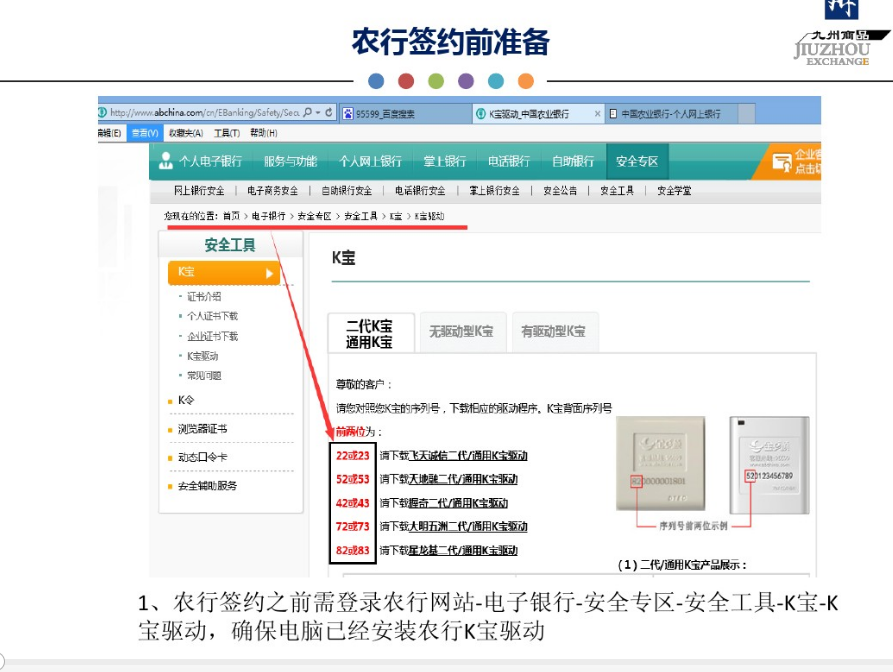 农行签约前准备
九州商品
JIUZHOU
EXCHANGE
http://www.abchina.com/cn/EBanking/Safety/Secu
95599_百度搜索
K宝驱动_中国农业银行
中国农业银行-个人网上银行
编辑(E) 查看(V) 收藏夹(A) 工具(T) 帮助(H)
个人电子银行 服务与功能 个人网上银行 掌上银行 电话银行 自助银行 安全专区
网上银行安全 | 电子商务安全 | 自助银行安全 | 电话银行安全 | 掌上银行安全 | 安全公告 | 安全工具 | 安全学堂
您现在的位置：首页 > 电子银行 > 安全专区 > 安全工具 > K宝 > K宝驱动
安全工具
K宝
证书介绍
个人证书下载
企业证书下载
K宝驱动
常见问题
K令
浏览器证书
动态口令卡
安全辅助服务
K宝
二代K宝
通用K宝
无驱动型K宝
有驱动型K宝
尊敬的客户：
请您对照您K宝的序列号，下载相应的驱动程序。K宝背面序列号
前两位为：
22或23 请下载飞天诚信二代/通用K宝驱动
52或53 请下载天地融二代/通用K宝驱动
42或43 请下载握奇二代/通用K宝驱动
72或73 请下载大明五洲二代/通用K宝驱动
82或83 请下载星龙基二代/通用K宝驱动
520123456789
序列号前两位示例
(1)二代/通用K宝产品展示：
1、农行签约之前需登录农行网站-电子银行-安全专区-安全工具-K宝-K
宝驱动，确保电脑已经安装农行K宝驱动